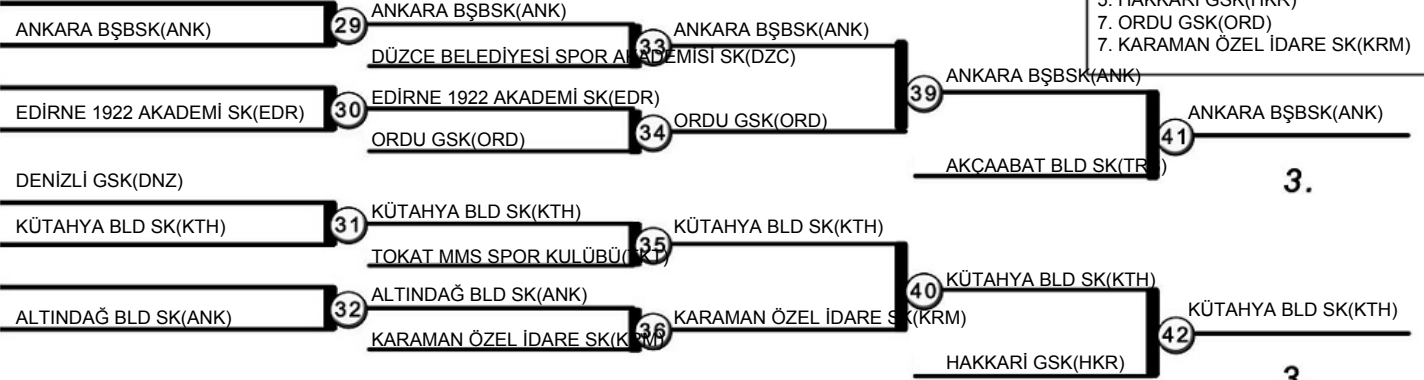 5. HAKKARİ GSK(HKR)
7. ORDU GSK(ORD)
7. KARAMAN ÖZEL İDARE SK(KRM)
ANKARA BŞBSK(ANK)
29
ANKARA BŞBSK(ANK)
DÜZCE BELEDİYESİ SPOR AKADEMİSİ SK(DZC)
33
ANKARA BŞBSK(ANK)
EDİRNE 1922 AKADEMİ SK(EDR)
30
EDİRNE 1922 AKADEMİ SK(EDR)
ORDU GSK(ORD)
34
ORDU GSK(ORD)
39
ANKARA BŞBSK(ANK)
AKÇAABAT BLD SK(TRB)
41
ANKARA BŞBSK(ANK)
3.
DENİZLİ GSK(DNZ)
KÜTAHYA BLD SK(KTH)
31
KÜTAHYA BLD SK(KTH)
TOKAT MMS SPOR KULÜBÜ(TKT)
35
KÜTAHYA BLD SK(KTH)
ALTINDAĞ BLD SK(ANK)
32
ALTINDAĞ BLD SK(ANK)
KARAMAN ÖZEL İDARE SK(KRM)
36
KARAMAN ÖZEL İDARE SK(KRM)
40
KÜTAHYA BLD SK(KTH)
HAKKARİ GSK(HKR)
42
KÜTAHYA BLD SK(KTH)
3.